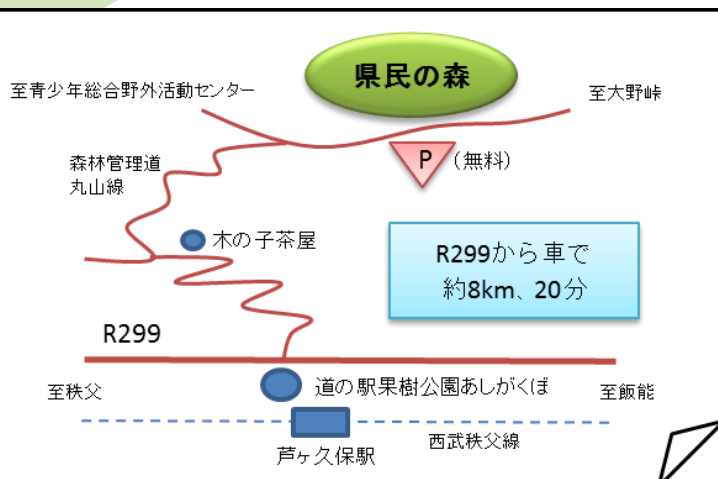 県民の森
至青少年総合野外活動センター
至大野峠
P (無料)
森林管理道
丸山線
木の子茶屋
R299から車で
約8km、20分
R299
至秩父
道の駅果樹公園あしがくぼ
至飯能
西武秩父線
芦ヶ久保駅